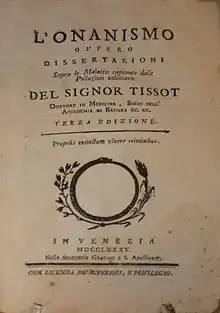 L'ONANISMO
OVVERO
DISSERTAZIONI
Sopra le Malattie cagionate dalle
Polluzioni volontarie.
DEL SIGNOR TISSOT
DOTTORE IN MEDICINA, SOCIO DELL'
ACCADEMIA DI BASILEA EC. EC.
TERZA EDIZIONE.
Propriis extinctum vivere criminibus.
IN VENEZIA
MDCCLXXXV.
Nella Stamperia Graziosi a S. Apollinare.
CON LICENZA DE' SUPERIORI, E PRIVILEGIO.